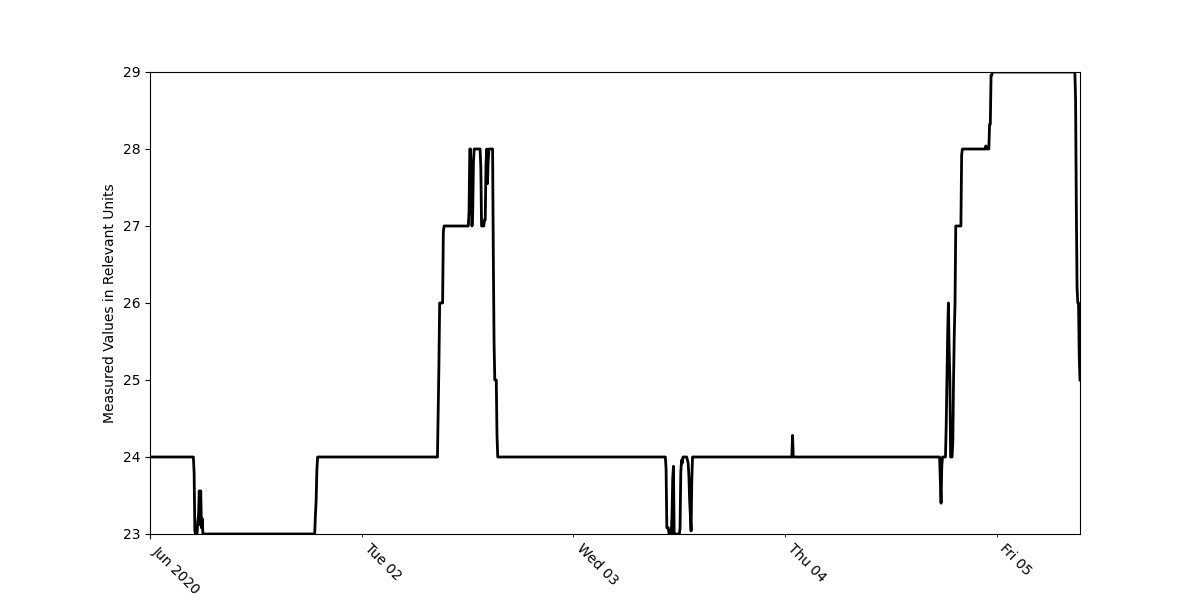 29
28
27
26
25
24
23
Measured Values in Relevant Units
Jun 2020
Tue 02
Wed 03
Thu 04
Fri 05